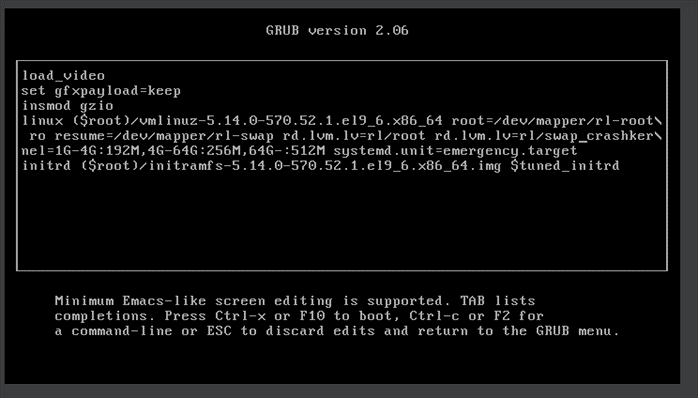 GRUB version 2.06
load_video
set gfxpayload=keep
insmod gzio
linux ($root)/vmlinuz-5.14.0-570.52.1.el9_6.x86_64 root=/dev/mapper/rl-root\
ro resume=/dev/mapper/rl-swap rd.lvm.lv=rl/root rd.lvm.lv=rl/swap_crashker\
nel=1G-4G:192M,4G-64G:256M,64G-:512M systemd.unit=emergency.target
initrd ($root)/initramfs-5.14.0-570.52.1.el9_6.x86_64.img $tuned_initrd
Minimum Emacs-like screen editing is supported. TAB lists
completions. Press Ctrl-x or F10 to boot, Ctrl-c or F2 for
a command-line or ESC to discard edits and return to the GRUB menu.